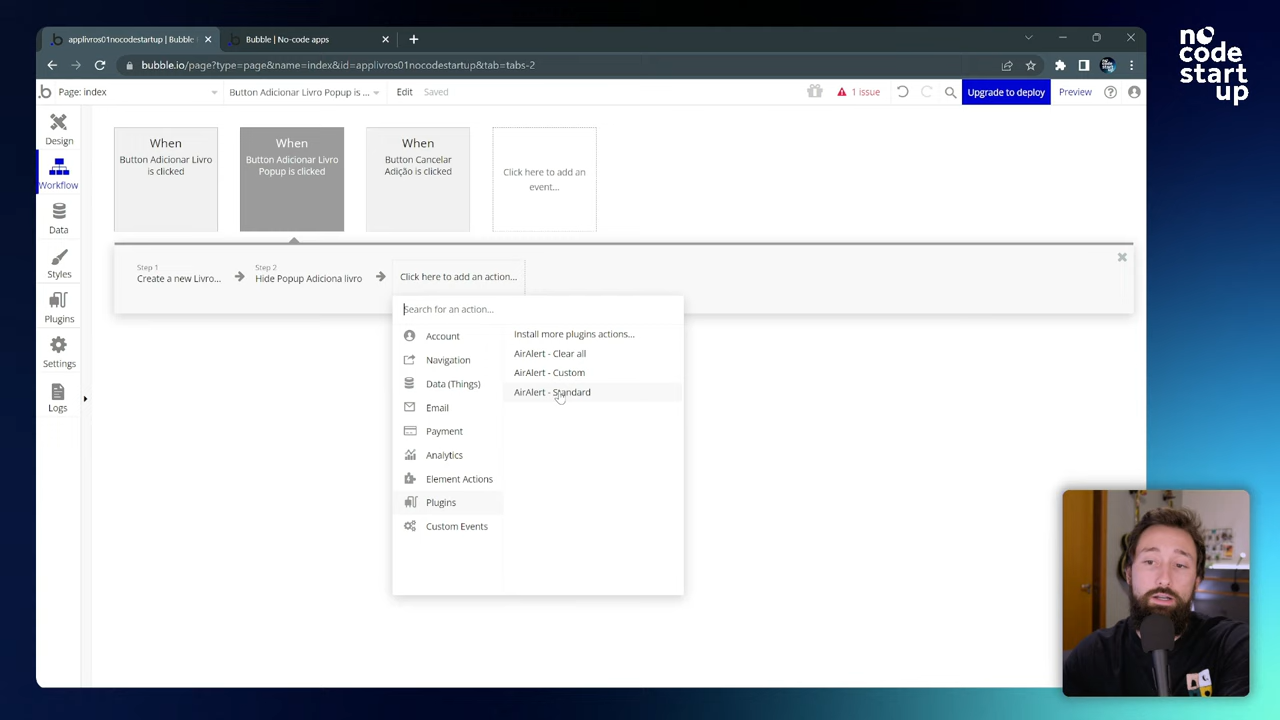 applivros01nocodestartup | Bubble
Bubble | No-code apps
no
code
start
up
bubble.io/page?type=page&name=index&id=applivros01nocodestartup&tab=tabs-2
Page: index
Button Adicionar Livro Popup is ...
Edit
Saved
1 issue
Upgrade to deploy
Preview
Design
Workflow
Data
Styles
Plugins
Settings
Logs
When
Button Adicionar Livro
is clicked
When
Button Adicionar Livro
Popup is clicked
When
Button Cancelar
Adição is clicked
Click here to add an
event...
Step 1
Create a new Livro...
Step 2
Hide Popup Adiciona livro
Click here to add an action...
Search for an action...
Account
Navigation
Data (Things)
Email
Payment
Analytics
Element Actions
Plugins
Custom Events
Install more plugins actions...
AirAlert - Clear all
AirAlert - Custom
AirAlert - Standard